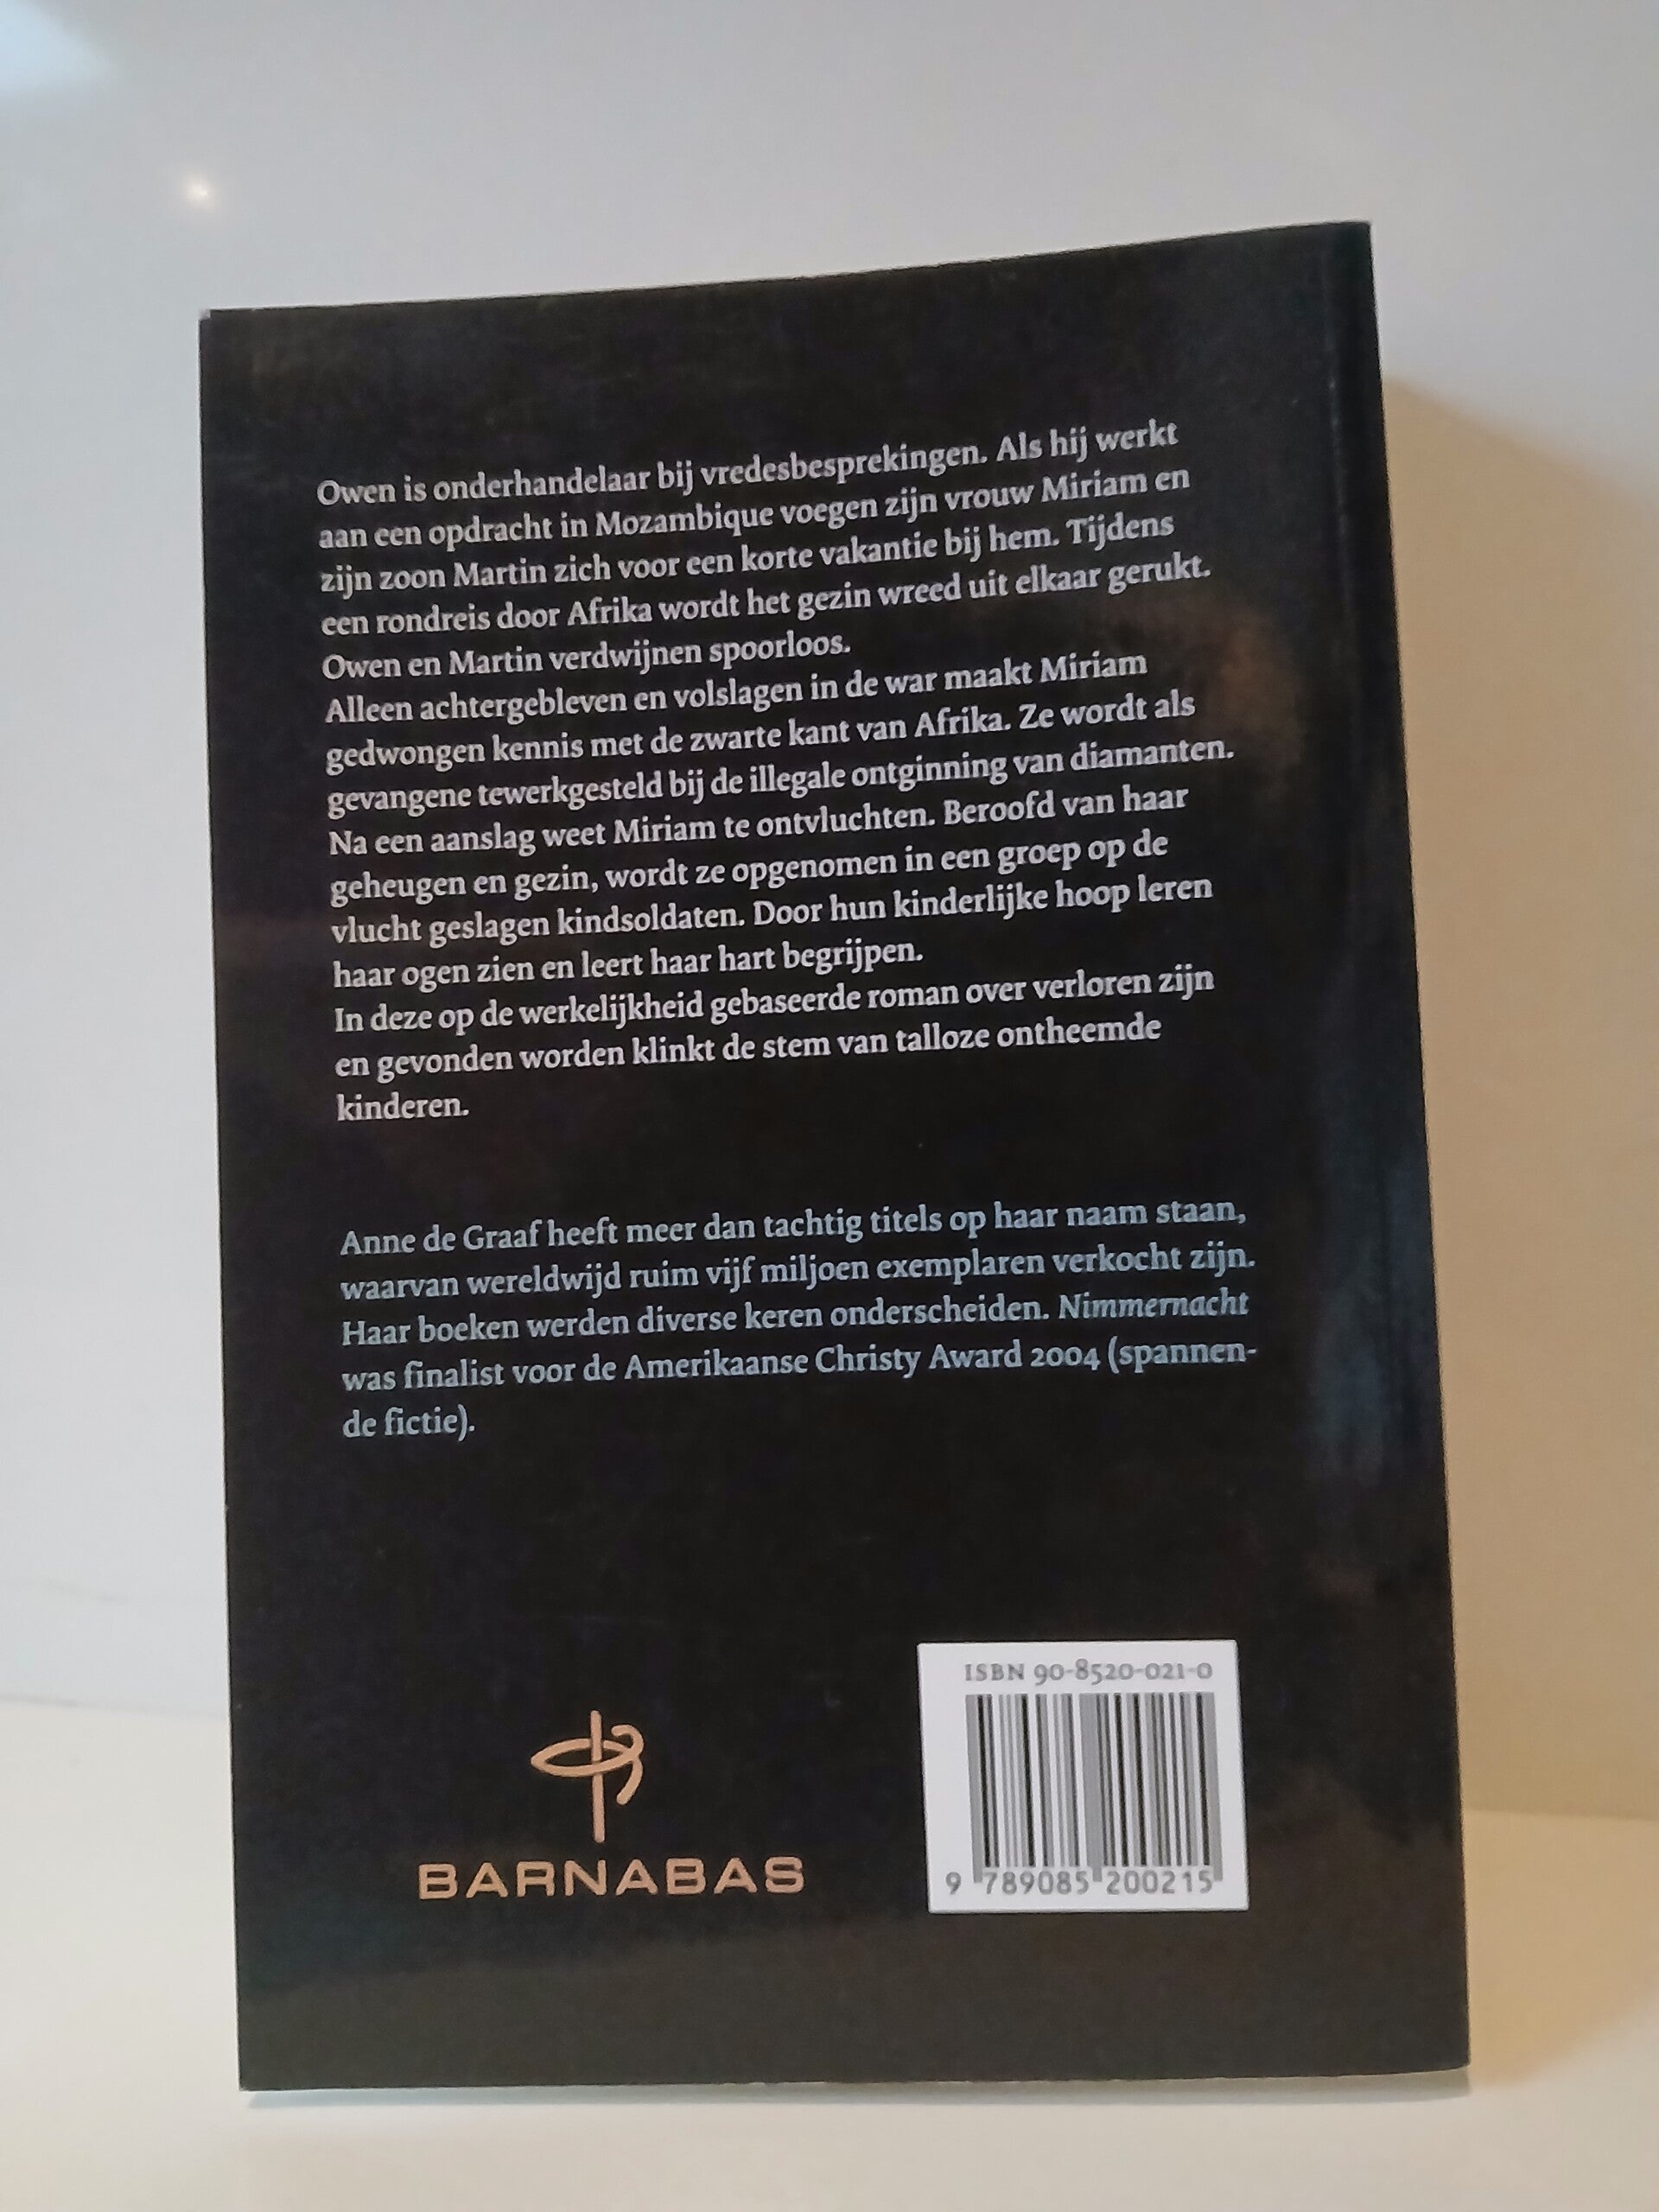 Owen is onderhandelaar bij vredesbesprekingen. Als hij werkt
aan een opdracht in Mozambique voegen zijn vrouw Miriam en
zijn zoon Martin zich voor een korte vakantie bij hem. Tijdens
een rondreis door Afrika wordt het gezin wreed uit elkaar gerukt.
Owen en Martin verdwijnen spoorloos.
Alleen achtergebleven en volslagen in de war maakt Miriam
gedwongen kennis met de zwarte kant van Afrika. Ze wordt als
gevangene tewerkgesteld bij de illegale ontginning van diamanten.
Na een aanslag weet Miriam te ontvluchten. Beroofd van haar
geheugen en gezin, wordt ze opgenomen in een groep op de
vlucht geslagen kindsoldaten. Door hun kinderlijke hoop leren
haar ogen zien en leert haar hart begrijpen.
In deze op de werkelijkheid gebaseerde roman over verloren zijn
en gevonden worden klinkt de stem van talloze ontheemde
kinderen.
Anne de Graaf heeft meer dan tachtig titels op haar naam staan,
waarvan wereldwijd ruim vijf miljoen exemplaren verkocht zijn.
Haar boeken werden diverse keren onderscheiden. Nimmernacht
was finalist voor de Amerikaanse Christy Award 2004 (spannen-
de fictie).
BARNABAS
ISBN 90-8520-021-0
9 789085 200215